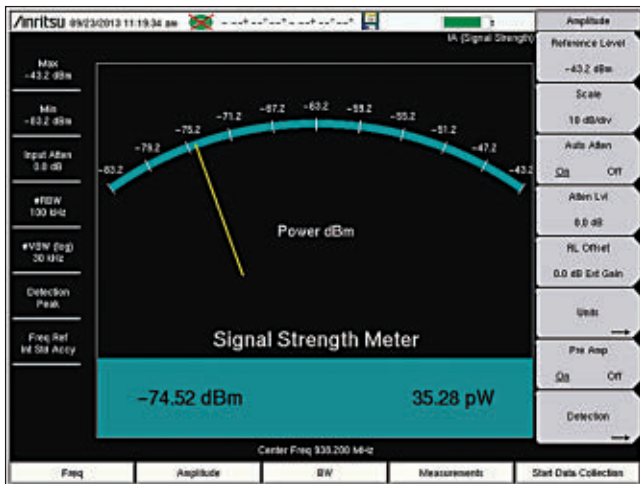 Anritsu 09/23/2013 11:19:34 am
IA (Signal Strength)
Max
-43.2 dBm
Min
-83.2 dBm
Input Atten
0.0 dB
#RBW
100 kHz
#VBW (log)
30 kHz
Detection
Peak
Freq Ref
Int Std Accy
-83.2
-79.2
-75.2
-71.2
-67.2
-63.2
-59.2
-55.2
-51.2
-47.2
-43.2
Power dBm
Signal Strength Meter
-74.52 dBm 35.28 pW
Center Freq 938.200 MHz
Amplitude
Reference Level
-43.2 dBm
Scale
10 dB/div
Auto Atten
On Off
Atten Lvl
0.0 dB
RL Offset
0.0 dB Ext Gain
Units
Pre Amp
On Off
Detection
Freq Amplitude BW Measurements Start Data Collection